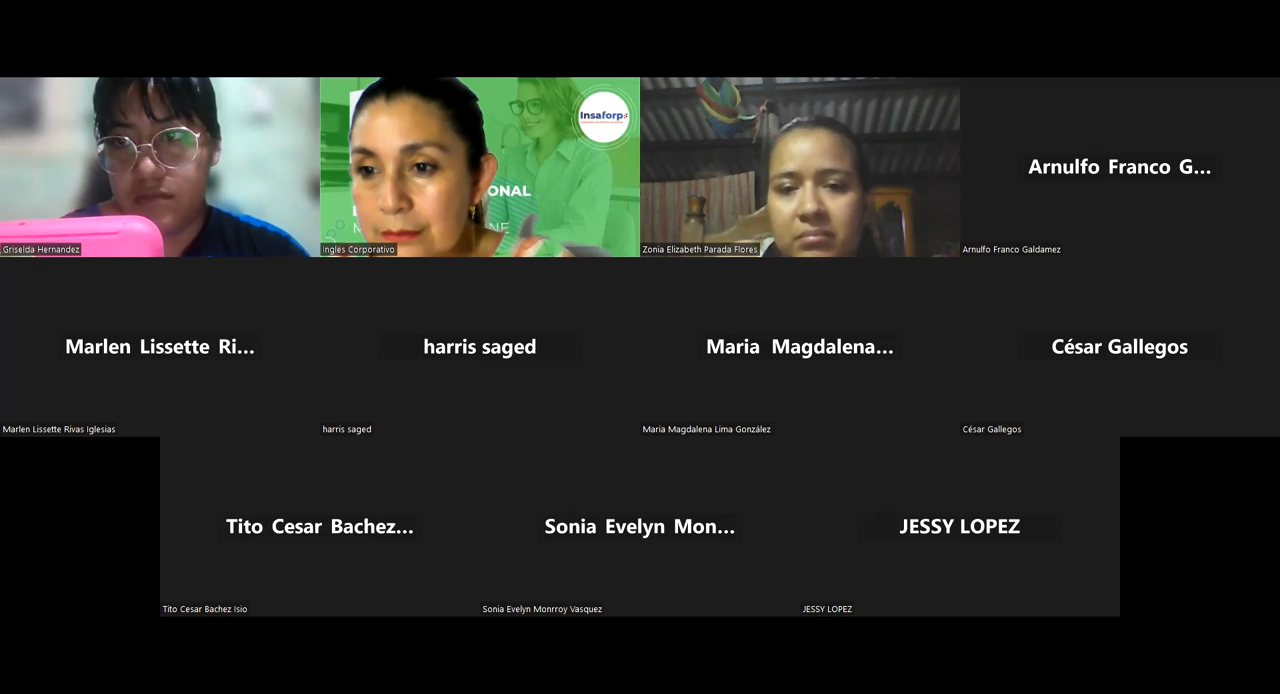 Insaforp
ONAL
Griselda Hernandez
Ingles Corporativo
Zonia Elizabeth Parada Flores
Arnulfo Franco G...
Arnulfo Franco Galdamez
Marlen Lissette Ri...
harris saged
Maria Magdalena...
César Gallegos
Marlen Lissette Rivas Iglesias
harris saged
Maria Magdalena Lima González
César Gallegos
Tito Cesar Bachez...
Sonia Evelyn Mon...
JESSY LOPEZ
Tito Cesar Bachez Isio
Sonia Evelyn Monrroy Vasquez
JESSY LOPEZ